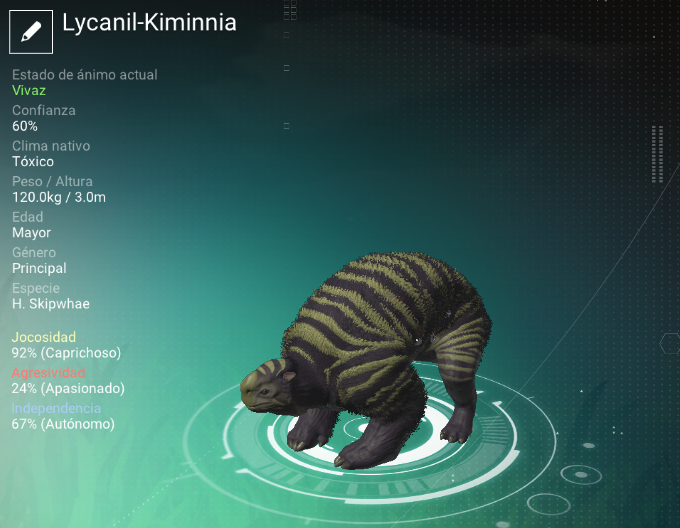 Lycanil-Kiminnia
Estado de ánimo actual
Vivaz
Confianza
60%
Clima nativo
Tóxico
Peso / Altura
120.0kg / 3.0m
Edad
Mayor
Género
Principal
Especie
H. Skipwhae
Jocosidad
92% (Caprichoso)
Agresividad
24% (Apasionado)
Independencia
67% (Autónomo)